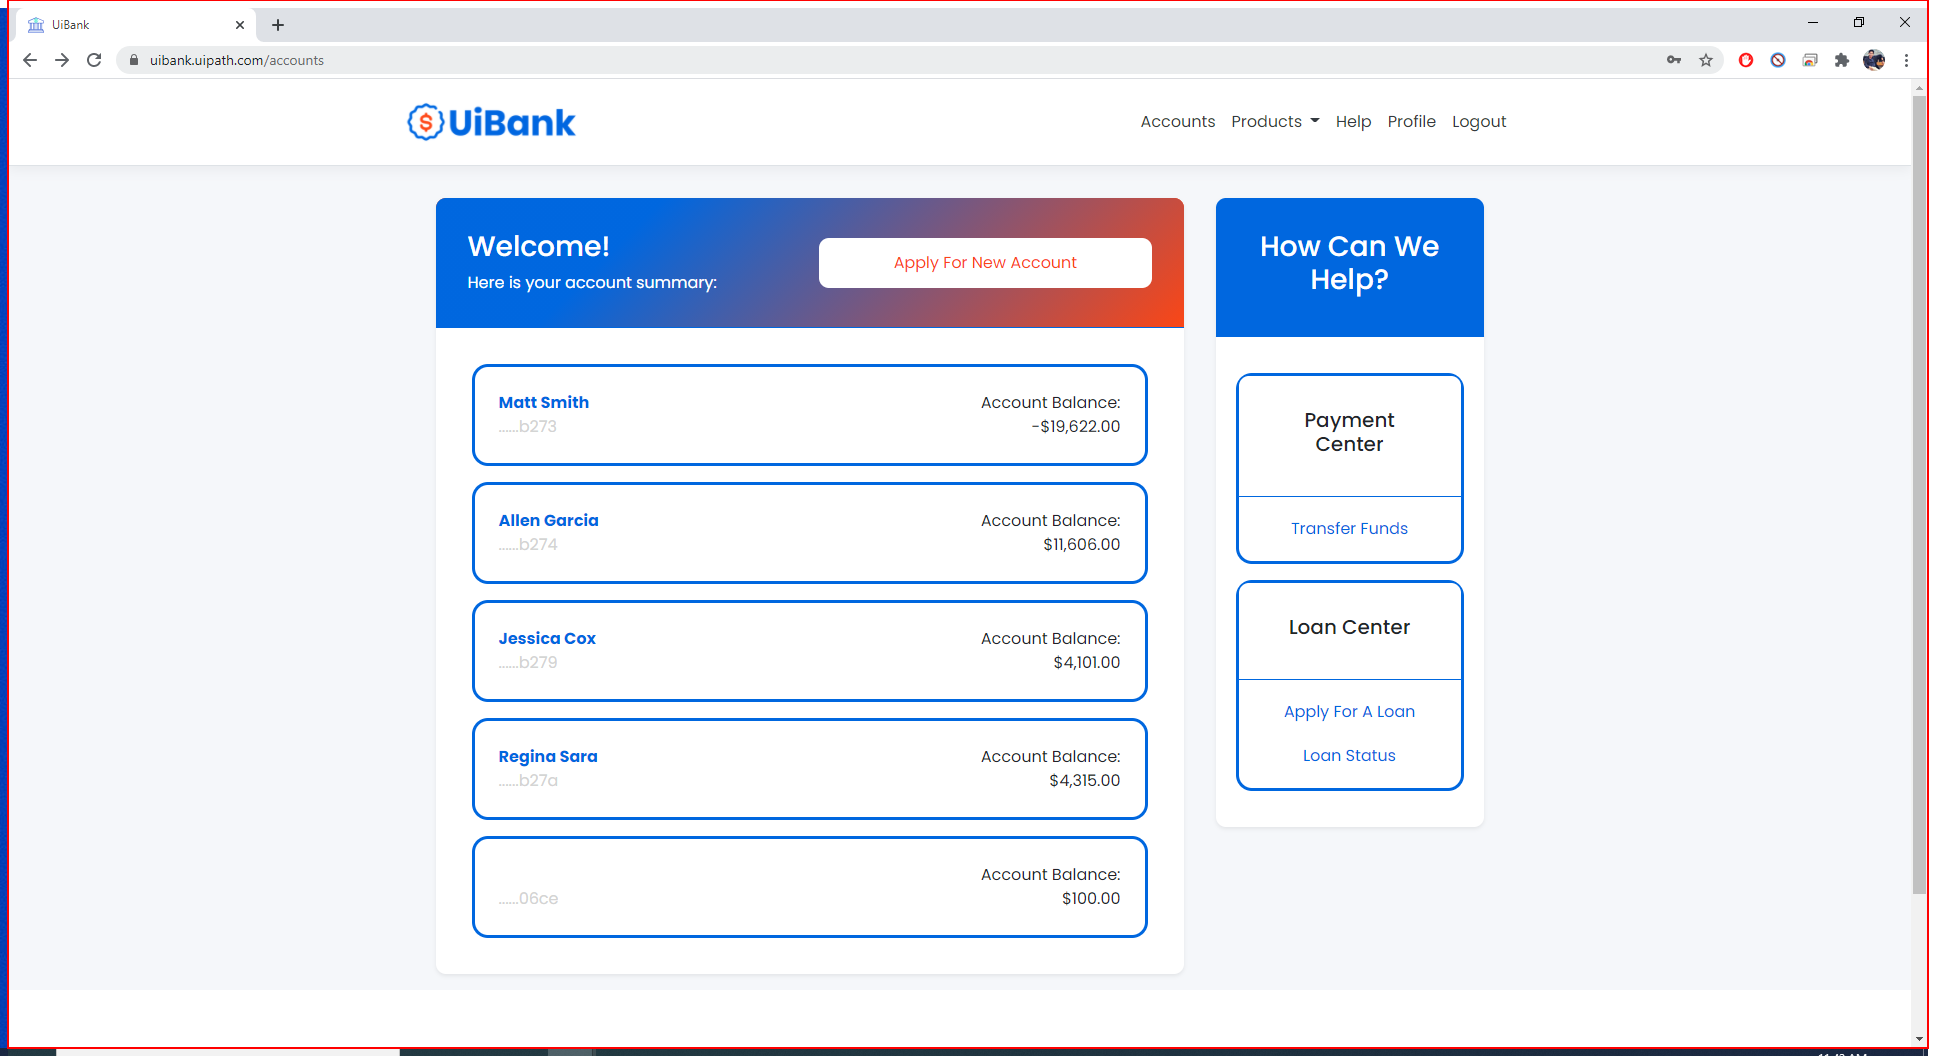 UiBank
uibank.uipath.com/accounts
UiBank
Accounts Products Help Profile Logout
Welcome!
Here is your account summary:
Apply For New Account
Matt Smith
......b273
Account Balance:
-$19,622.00
Allen Garcia
......b274
Account Balance:
$11,606.00
Jessica Cox
......b279
Account Balance:
$4,101.00
Regina Sara
......b27a
Account Balance:
$4,315.00
......06ce
Account Balance:
$100.00
How Can We
Help?
Payment
Center
Transfer Funds
Loan Center
Apply For A Loan
Loan Status